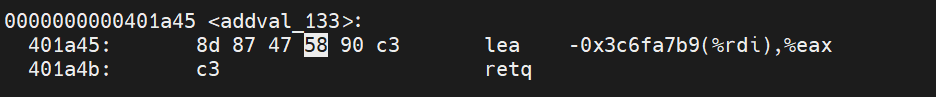 0000000000401a45 <addval_133>:
401a45: 8d 87 47 58 90 c3 lea -0x3c6fa7b9(%rdi),%eax
401a4b: c3 retq